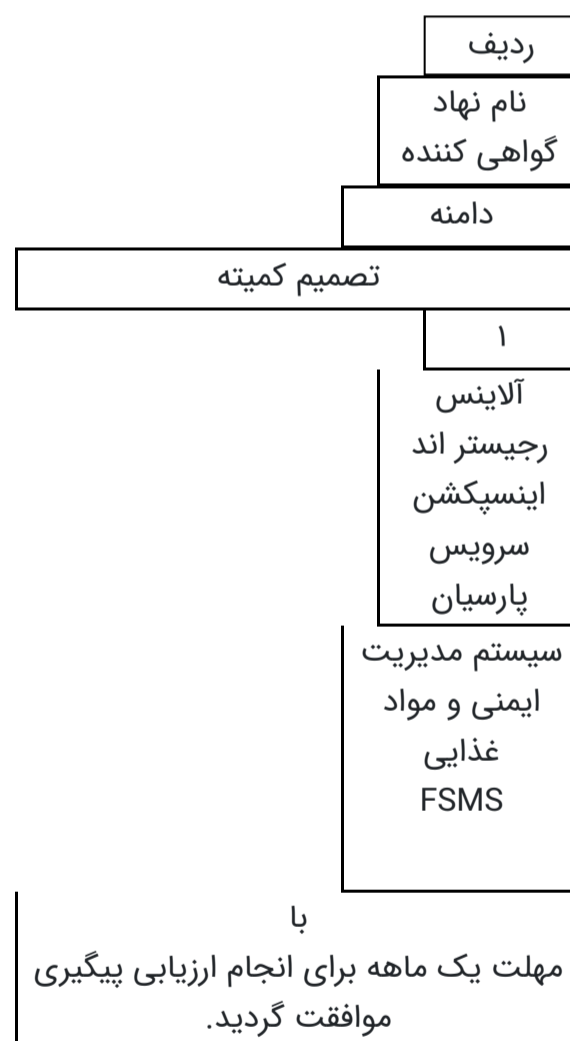 ردیف
نام نهاد
گواهی کننده
دامنه
تصمیم کمیته
۱
آلاینس
رجیستر اند
اینسپکشن
سرویس
پارسیان
سیستم مدیریت
ایمنی و مواد
غذایی
FSMS
با
مهلت یک ماهه برای انجام ارزیابی پیگیری
موافقت گردید.